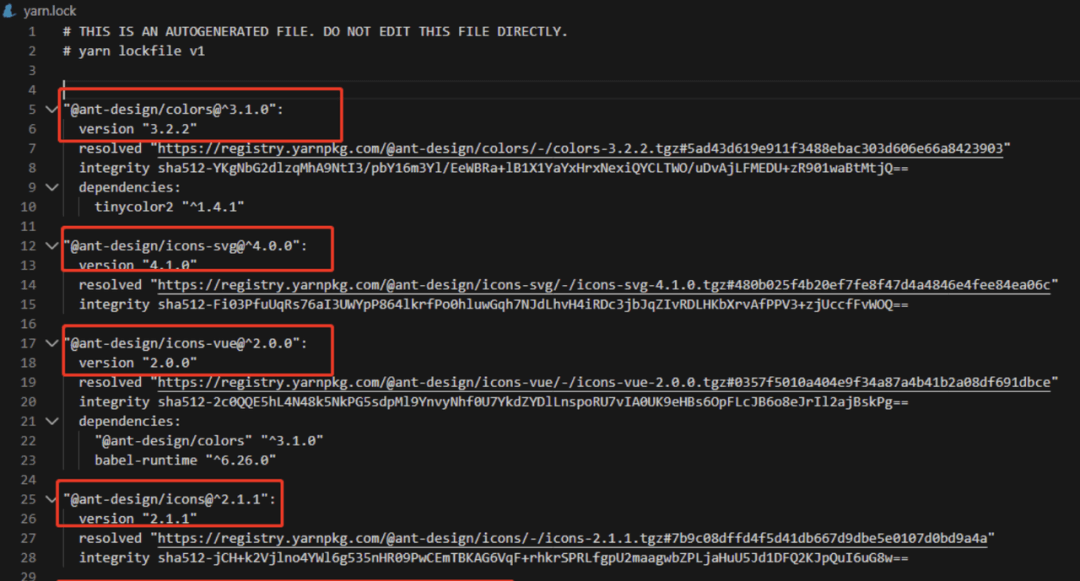 yarn.lock
1 # THIS IS AN AUTOGENERATED FILE. DO NOT EDIT THIS FILE DIRECTLY.
2 # yarn lockfile v1
3
4
5 "@ant-design/colors@^3.1.0":
6 version "3.2.2"
7 resolved "https://registry.yarnpkg.com/@ant-design/colors/-/colors-3.2.2.tgz#5ad43d619e911f3488ebac303d606e66a8423903"
8 integrity sha512-YKgNbG2dlzqMhA9NtI3/pbY16m3Yl/EeWBRa+lB1X1YaYxHrxNexiQYCLTWO/uDvAjLFMEDU+zR901waBtMtjQ==
9 dependencies:
10 tinycolor2 "^1.4.1"
11
12 "@ant-design/icons-svg@^4.0.0":
13 version "4.1.0"
14 resolved "https://registry.yarnpkg.com/@ant-design/icons-svg/-/icons-svg-4.1.0.tgz#480b025f4b20ef7fe8f47d4a4846e4fee84ea06c"
15 integrity sha512-Fi03PfuUqRs76aI3UWYpP864lkrfPo0hluwGqh7NJdLhvH4iRDc3jbJqZIvRDLHKbXrvAfPPV3+zjUccfFvWOQ==
16
17 "@ant-design/icons-vue@^2.0.0":
18 version "2.0.0"
19 resolved "https://registry.yarnpkg.com/@ant-design/icons-vue/-/icons-vue-2.0.0.tgz#0357f5010a404e9f34a87a4b41b2a08df691dbce"
20 integrity sha512-2c0QQE5hL4N48k5NkPG5sdpMl9YnvyNhf0U7YkdZYDlLnspoRU7vIA0UK9eHBs6OpFLcJB6o8eJrIl2ajBskPg==
21 dependencies:
22 "@ant-design/colors" "^3.1.0"
23 babel-runtime "^6.26.0"
24
25 "@ant-design/icons@^2.1.1":
26 version "2.1.1"
27 resolved "https://registry.yarnpkg.com/@ant-design/icons/-/icons-2.1.1.tgz#7b9c08dffd4f5d41db667d9dbe5e0107d0bd9a4a"
28 integrity sha512-jCH+k2Vjlno4YWl6g535nHR09PwCEmTBKAG6VqF+rhkrSPRLfgpU2maagwbZPLjaHuU5Jd1DFQ2KJpQuI6uG8w==
29